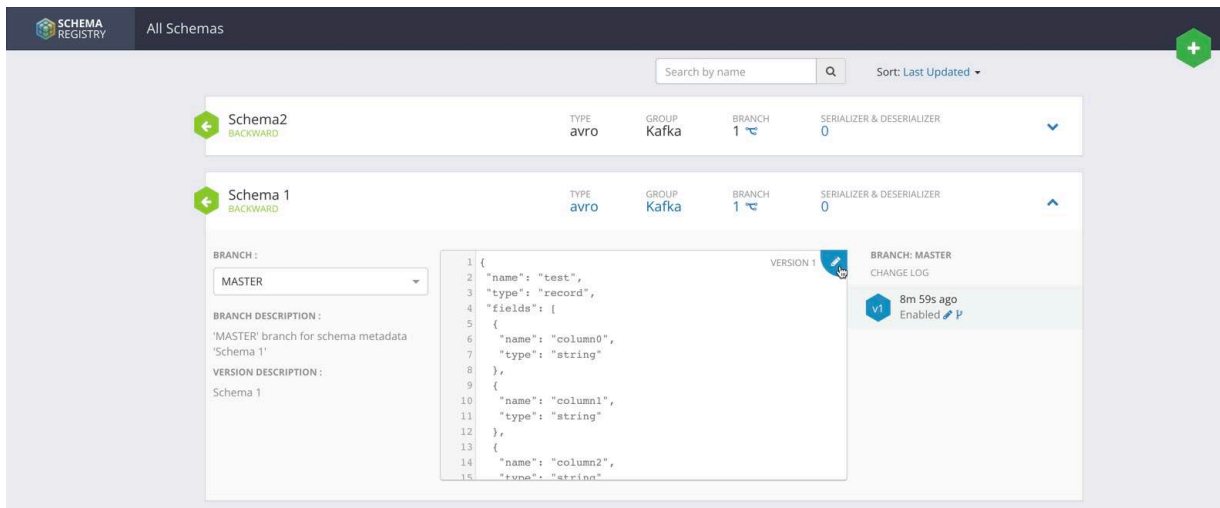 SCHEMA
REGISTRY
All Schemas
Search by name
Sort: Last Updated
Schema2
BACKWARD
TYPE
avro
GROUP
Kafka
BRANCH
1
SERIALIZER & DESERIALIZER
0
Schema 1
BACKWARD
TYPE
avro
GROUP
Kafka
BRANCH
1
SERIALIZER & DESERIALIZER
0
BRANCH :
MASTER
BRANCH DESCRIPTION :
'MASTER' branch for schema metadata
'Schema 1'
VERSION DESCRIPTION :
Schema 1
VERSION 1
1 {
2 "name": "test",
3 "type": "record",
4 "fields": [
5 {
6 "name": "column0",
7 "type": "string"
8 },
9 {
10 "name": "column1",
11 "type": "string"
12 },
13 {
14 "name": "column2",
15 "type": "string"
BRANCH: MASTER
CHANGE LOG
v1
8m 59s ago
Enabled